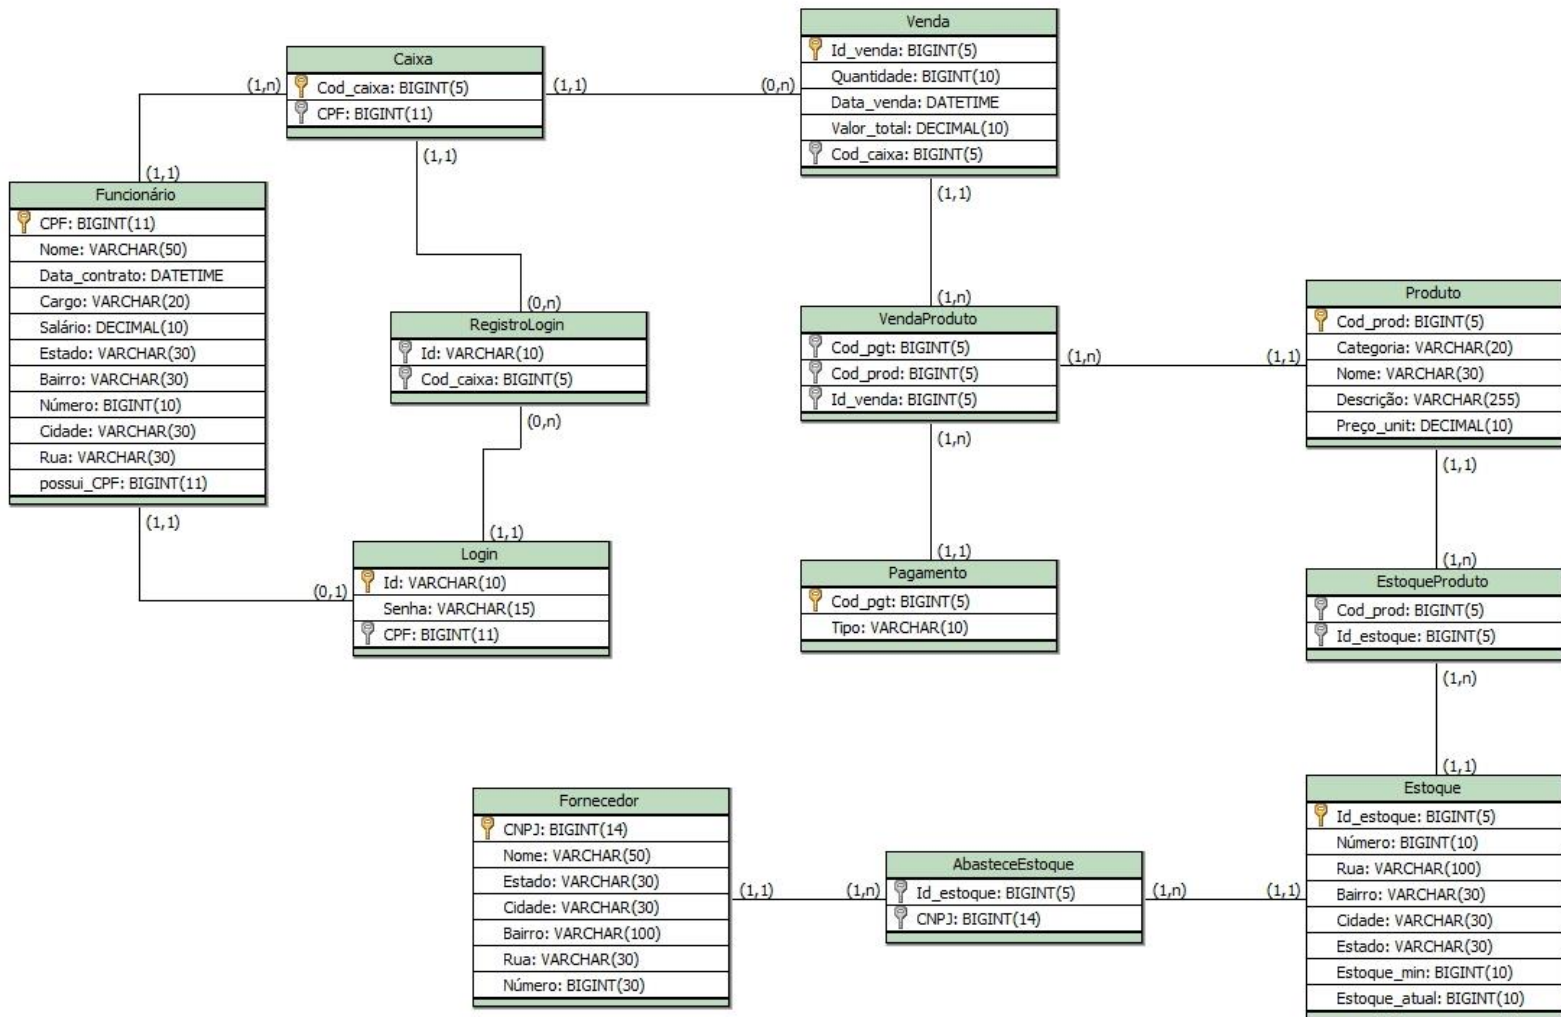 Venda
Id_venda: BIGINT(5)
Quantidade: BIGINT(10)
Data_venda: DATETIME
Valor_total: DECIMAL(10)
Cod_caixa: BIGINT(5)
Caixa
Cod_caixa: BIGINT(5)
CPF: BIGINT(11)
(1,n)
(1,1)
(0,n)
(1,1)
(1,1)
(1,1)
Funcionário
CPF: BIGINT(11)
Nome: VARCHAR(50)
Data_contrato: DATETIME
Cargo: VARCHAR(20)
Salário: DECIMAL(10)
Estado: VARCHAR(30)
Bairro: VARCHAR(30)
Número: BIGINT(10)
Cidade: VARCHAR(30)
Rua: VARCHAR(30)
possui_CPF: BIGINT(11)
(1,1)
(0,n)
RegistroLogin
Id: VARCHAR(10)
Cod_caixa: BIGINT(5)
(0,n)
(1,1)
(0,1)
Login
Id: VARCHAR(10)
Senha: VARCHAR(15)
CPF: BIGINT(11)
(1,n)
VendaProduto
Cod_pgt: BIGINT(5)
Cod_prod: BIGINT(5)
Id_venda: BIGINT(5)
(1,n)
(1,1)
(1,n)
(1,1)
Pagamento
Cod_pgt: BIGINT(5)
Tipo: VARCHAR(10)
Produto
Cod_prod: BIGINT(5)
Categoria: VARCHAR(20)
Nome: VARCHAR(30)
Descrição: VARCHAR(255)
Preço_unit: DECIMAL(10)
(1,1)
(1,n)
EstoqueProduto
Cod_prod: BIGINT(5)
Id_estoque: BIGINT(5)
(1,n)
(1,1)
Fornecedor
CNPJ: BIGINT(14)
Nome: VARCHAR(50)
Estado: VARCHAR(30)
Cidade: VARCHAR(30)
Bairro: VARCHAR(100)
Rua: VARCHAR(30)
Número: BIGINT(30)
(1,1)
(1,n)
AbasteceEstoque
Id_estoque: BIGINT(5)
CNPJ: BIGINT(14)
(1,n)
(1,1)
Estoque
Id_estoque: BIGINT(5)
Número: BIGINT(10)
Rua: VARCHAR(100)
Bairro: VARCHAR(30)
Cidade: VARCHAR(30)
Estado: VARCHAR(30)
Estoque_min: BIGINT(10)
Estoque_atual: BIGINT(10)